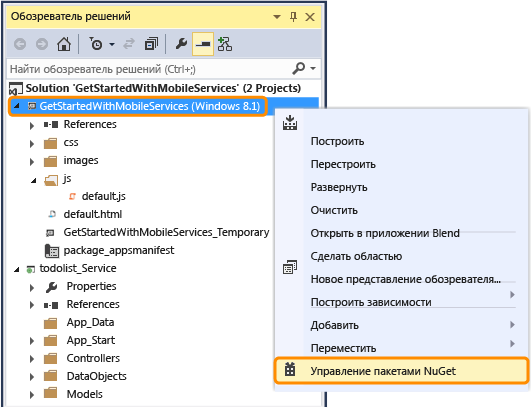 Обозреватель решений
Найти обозреватель решений (Ctrl+;)
Solution 'GetStartedWithMobileServices' (2 Projects)
GetStartedWithMobileServices (Windows 8.1)
References
css
images
js
default.js
default.html
GetStartedWithMobileServices_Temporary
package_appsmanifest
todolist_Service
Properties
References
App_Data
App_Start
Controllers
DataObjects
Models
Построить
Перестроить
Развернуть
Очистить
Открыть в приложении Blend
Сделать областью
Новое представление обозревателя...
Построить зависимости
Добавить
Переместить
Управление пакетами NuGet